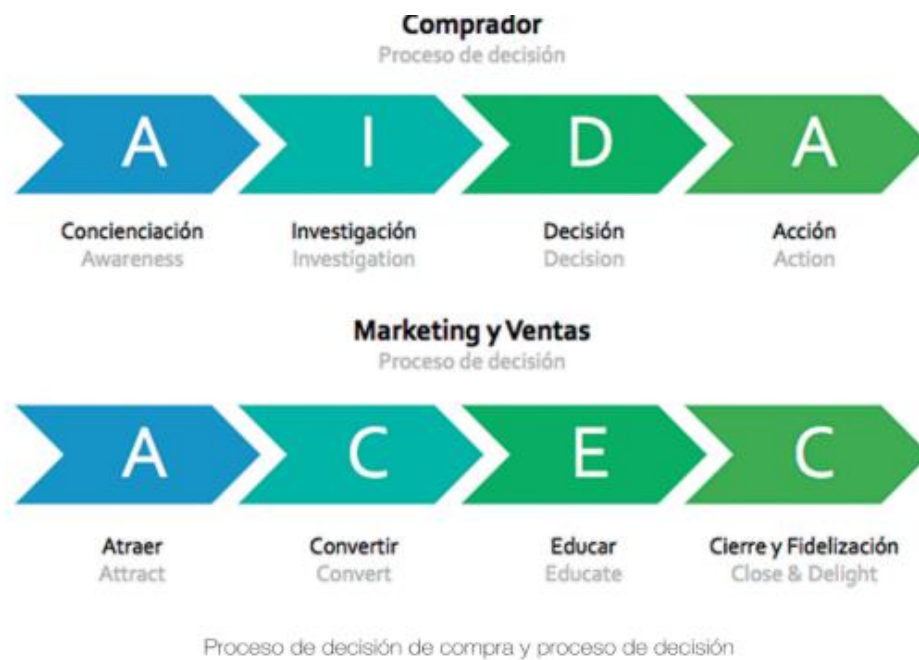 Comprador
Proceso de decisión
A I D A
Concienciación Investigación Decisión Acción
Awareness Investigation Decision Action
Marketing y Ventas
Proceso de decisión
A C E C
Atraer Convertir Educar Cierre y Fidelización
Attract Convert Educate Close & Delight
Proceso de decisión de compra y proceso de decisión